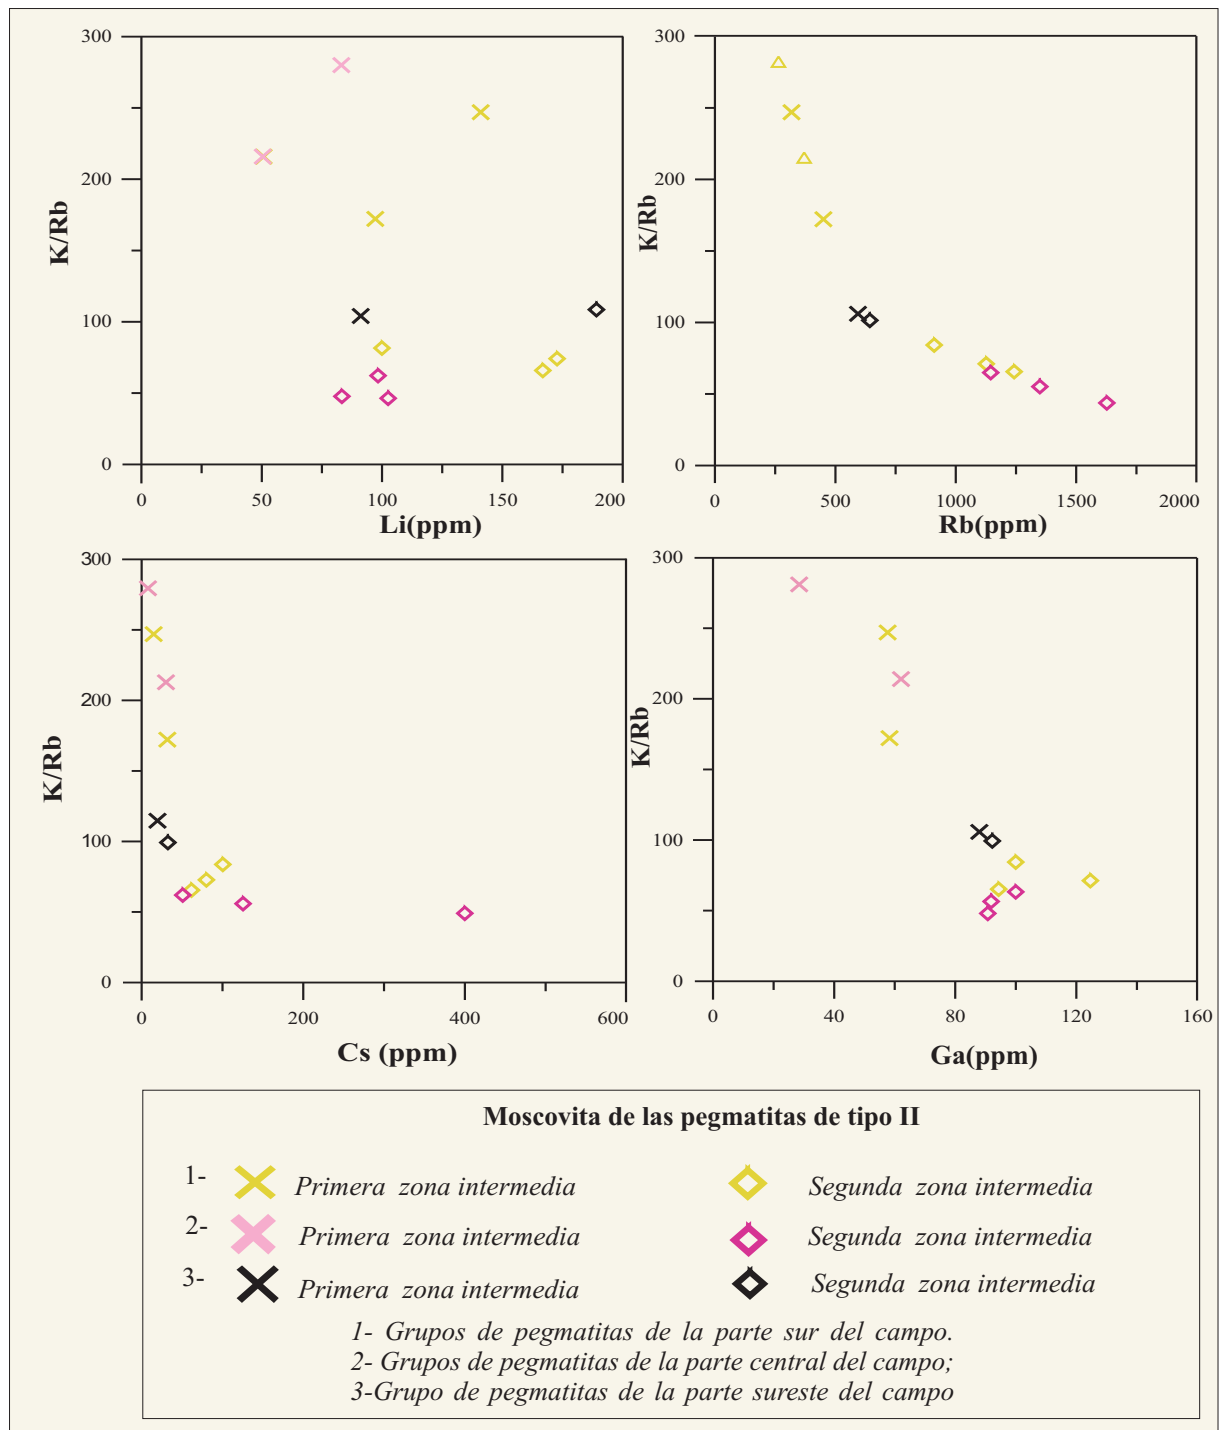 300
200
100
0
K/Rb
0 50 100 150 200
Li(ppm)
300
200
100
0
K/Rb
0 500 1000 1500 2000
Rb(ppm)
300
200
100
0
K/Rb
0 200 400 600
Cs (ppm)
300
200
100
0
K/Rb
0 40 80 120 160
Ga(ppm)
Moscovita de las pegmatitas de tipo II
1- Primera zona intermedia Segunda zona intermedia
2- Primera zona intermedia Segunda zona intermedia
3- Primera zona intermedia Segunda zona intermedia
1- Grupos de pegmatitas de la parte sur del campo.
2- Grupos de pegmatitas de la parte central del campo;
3-Grupo de pegmatitas de la parte sureste del campo